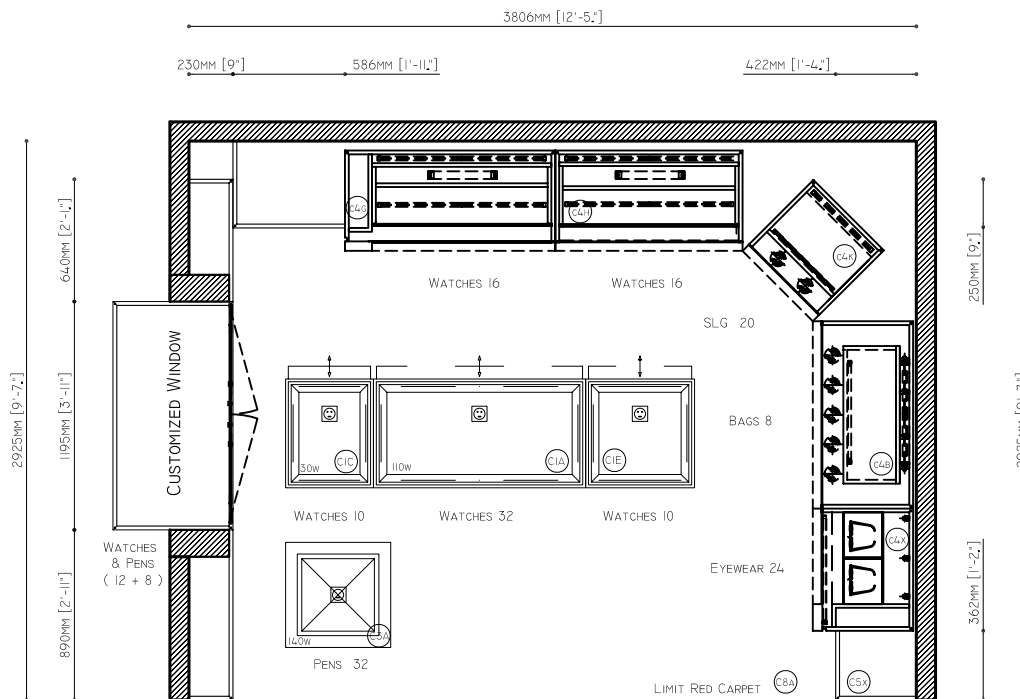 3806MM [12'-5."]
230MM [9"]
586MM [1'-11."]
422MM [1'-4."]
2925MM [9'-7."]
640MM [2'-1."]
1195MM [3'-11"]
890MM [2'-11"]
250MM [9."]
362MM [1'-2."]
C4G
C4H
C4K
WATCHES 16
WATCHES 16
SLG 20
CUSTOMIZED WINDOW
BAGS 8
C4B
30W
C1C
110W
C1A
C1E
WATCHES 10
WATCHES 32
WATCHES 10
WATCHES
& PENS
( 12 + 8 )
C4X
EYEWEAR 24
140W
C3A
PENS 32
LIMIT RED CARPET
C8A
C5X